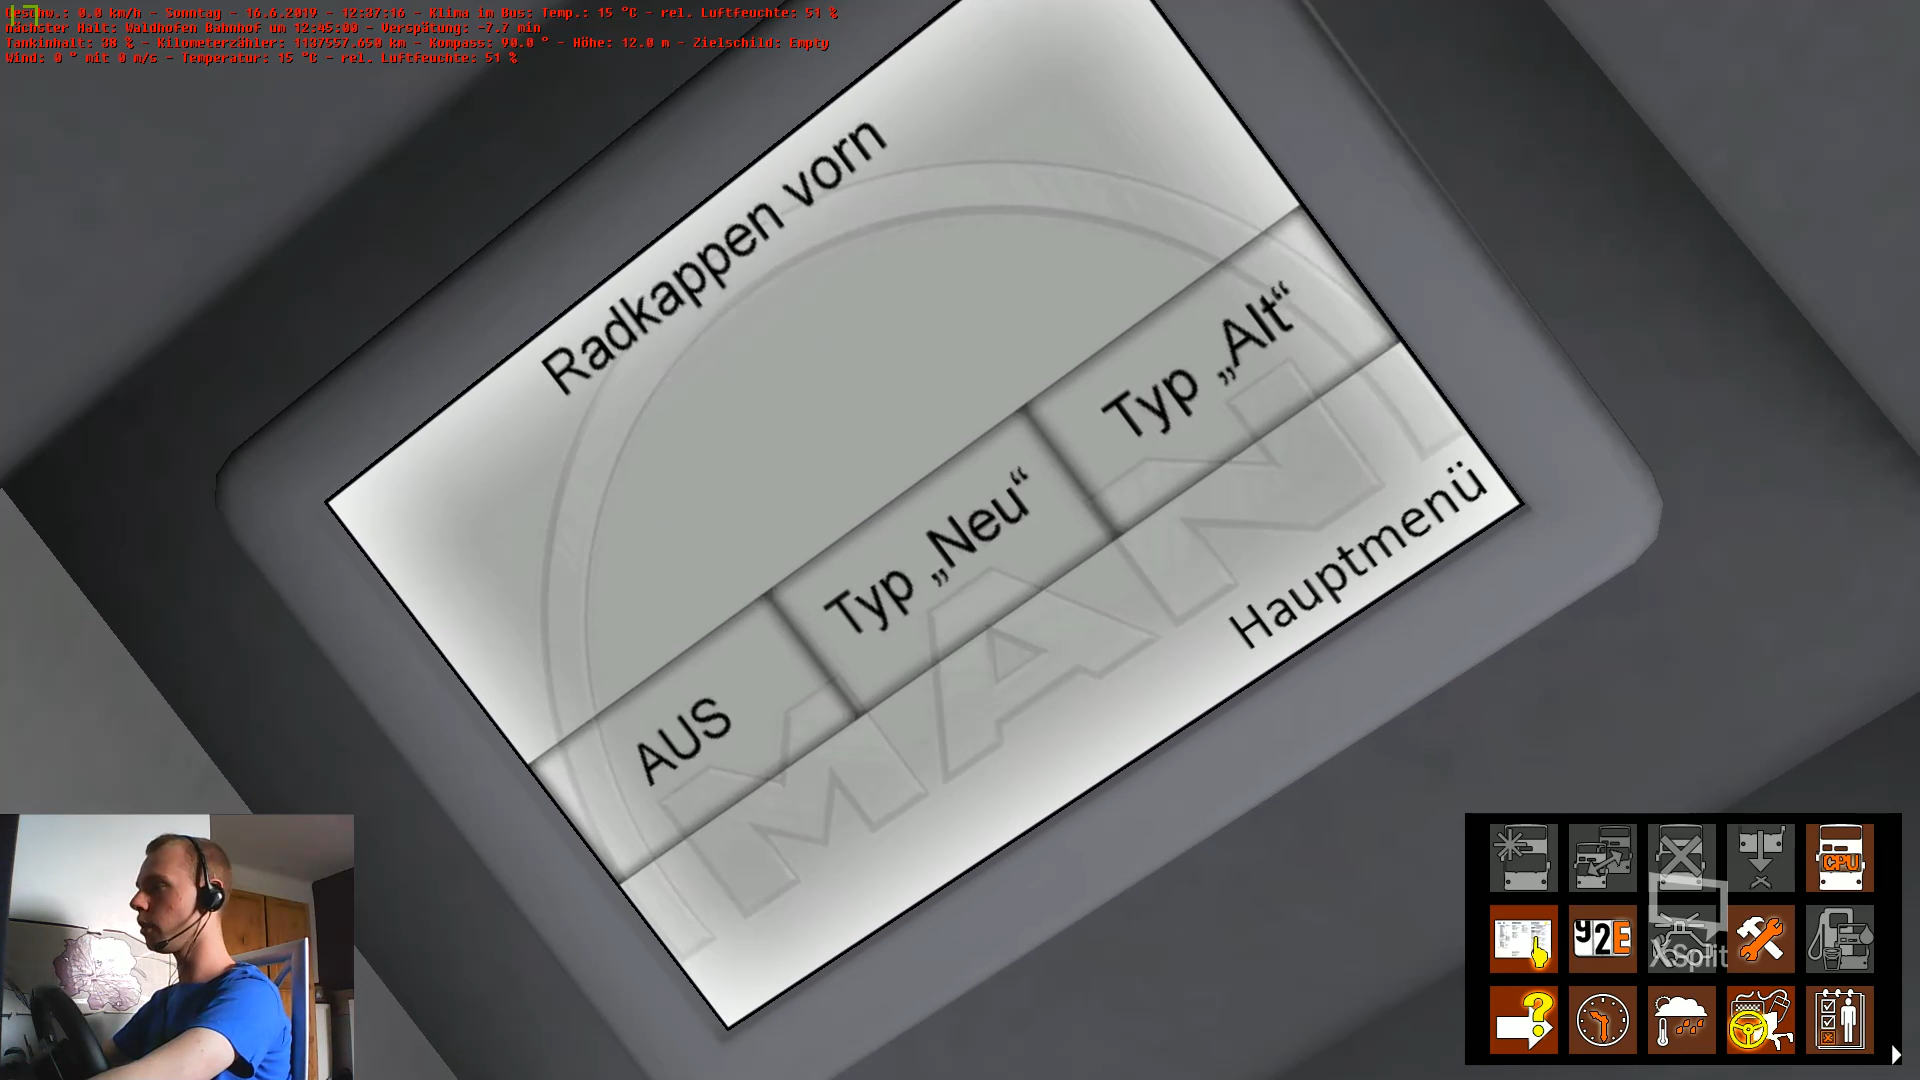 Geschw.: 0.0 km/h - Sonntag - 16.6.2019 - 12:37:16 - Klima im Bus: Temp.: 15 °C - rel. Luftfeuchte: 51 %
nächster Halt: Waldhofen Bahnhof um 12:45:00 - Verspätung: -7.7 min
Tankinhalt: 38 % - Kilometerzähler: 1137557.650 km - Kompass: 90.0 ° - Höhe: 12.0 m - Zielschild: Empty
Wind: 0 ° mit 0 m/s - Temperatur: 15 °C - rel. Luftfeuchte: 51 %
17
Radkappen vorn
AUS
Typ „Neu“
Typ „Alt“
MAN
Hauptmenü
CPU
92E
XSplit